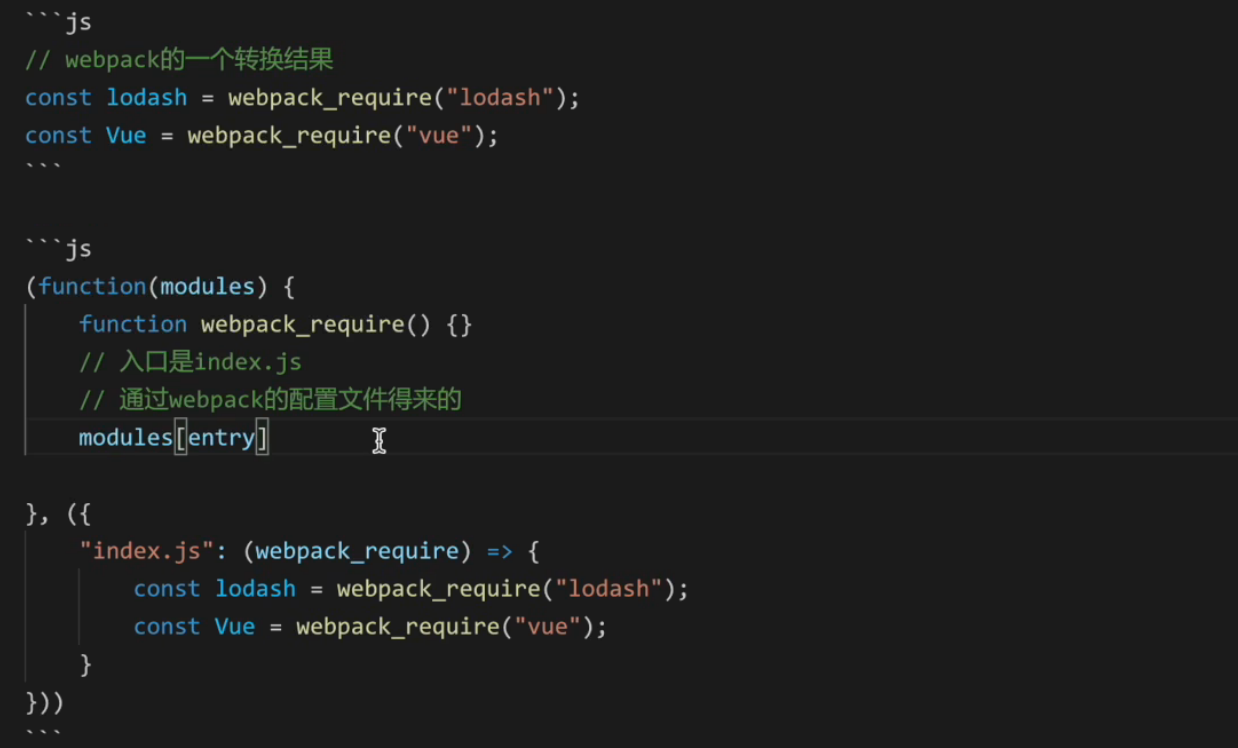 ```js
// webpack的一个转换结果
const lodash = webpack_require("lodash");
const Vue = webpack_require("vue");
```
```js
(function(modules) {
    function webpack_require() {}
    // 入口是index.js
    // 通过webpack的配置文件得来的
    modules[entry]
}, ({
    "index.js": (webpack_require) => {
        const lodash = webpack_require("lodash");
        const Vue = webpack_require("vue");
    }
}))
```